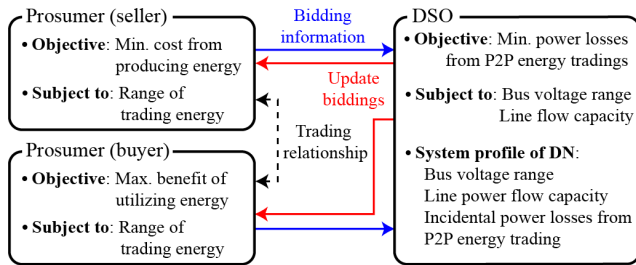 Prosumer (seller)
• Objective: Min. cost from
producing energy
• Subject to: Range of
trading energy
Bidding
information
Update
biddings
Trading
relationship
Prosumer (buyer)
• Objective: Max. benefit of
utilizing energy
• Subject to: Range of
trading energy
DSO
• Objective: Min. power losses
from P2P energy tradings
• Subject to: Bus voltage range
Line flow capacity
• System profile of DN:
Bus voltage range
Line power flow capacity
Incidental power losses from
P2P energy trading